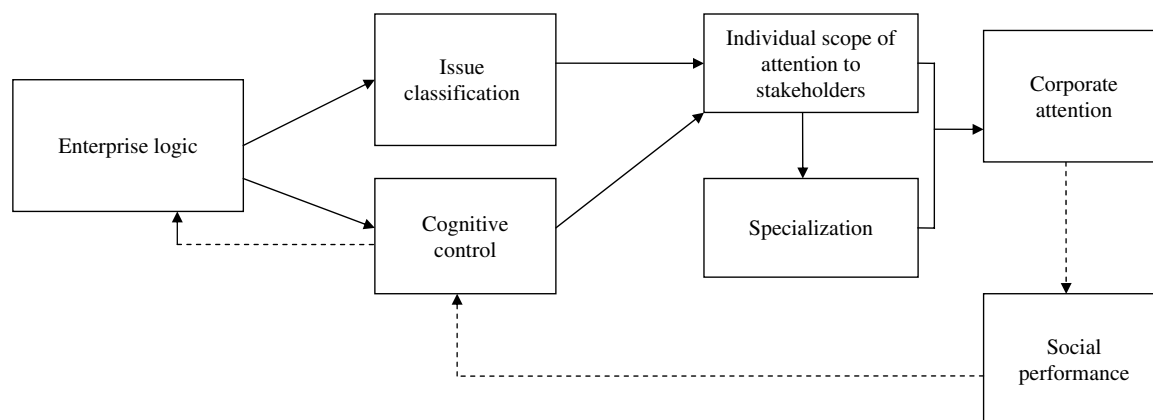 Enterprise logic
Issue
classification
Cognitive
control
Individual scope of
attention to
stakeholders
Specialization
Corporate
attention
Social
performance